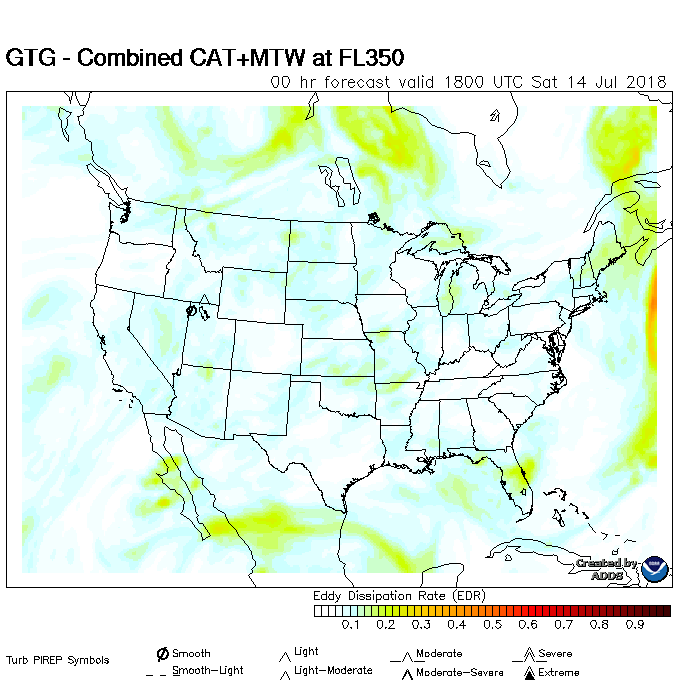 GTG - Combined CAT+MTW at FL350
00 hr forecast valid 1800 UTC Sat 14 Jul 2018
Created by
ADDS
Eddy Dissipation Rate (EDR)
0.1 0.2 0.3 0.4 0.5 0.6 0.7 0.8 0.9
Turb PIREP Symbols
Smooth Light Moderate Severe
Smooth-Light Light-Moderate Moderate-Severe Extreme